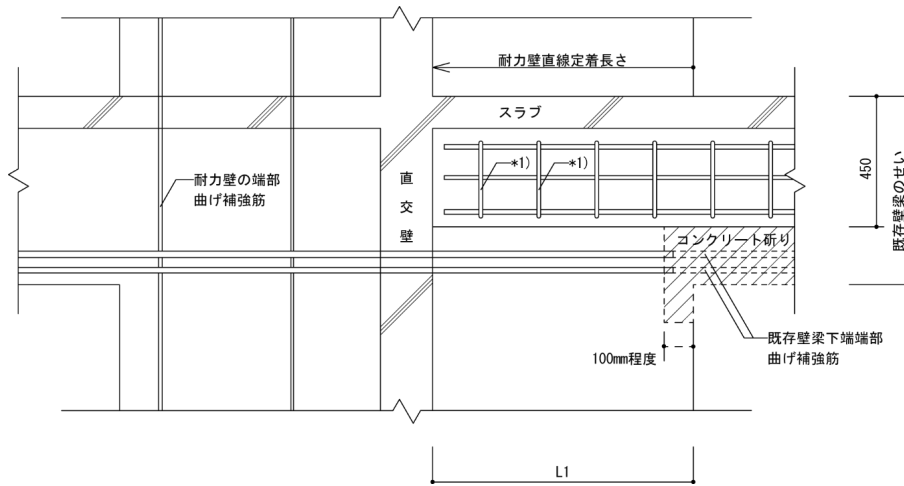 耐力壁直線定着長さ
スラブ
*1)
*1)
耐力壁の端部
曲げ補強筋
直交壁
450
既存壁梁のせい
コンクリート斫り
既存壁梁下端端部
曲げ補強筋
100mm程度
L1